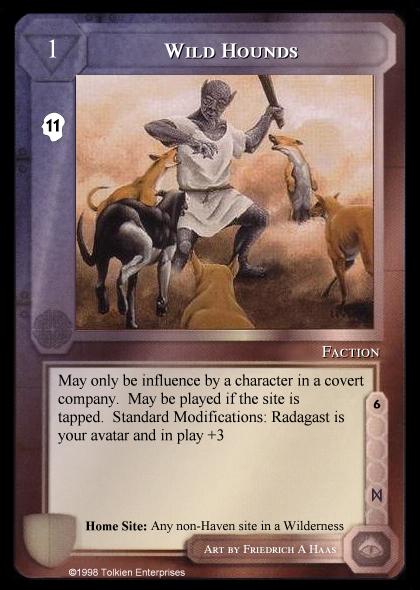 1
WILD HOUNDS
11
FACTION
May only be influence by a character in a covert
company. May be played if the site is
tapped. Standard Modifications: Radagast is
your avatar and in play +3
6
Home Site: Any non-Haven site in a Wilderness
ART BY FRIEDRICH A HAAS
©1998 Tolkien Enterprises